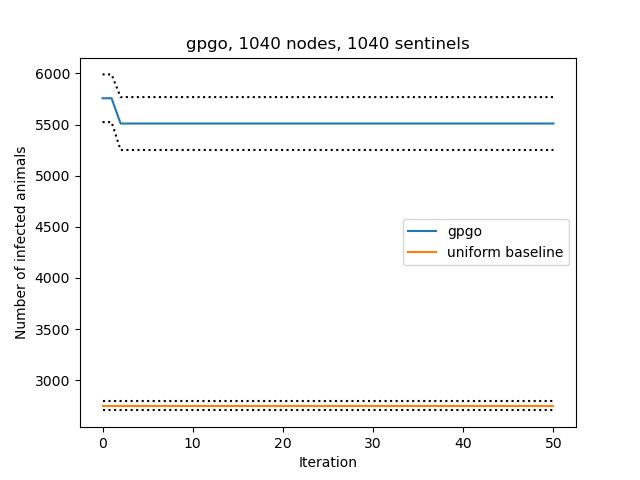 gpgo, 1040 nodes, 1040 sentinels
6000
5500
5000
4500
4000
3500
3000
Number of infected animals
gpgo
uniform baseline
0 10 20 30 40 50
Iteration